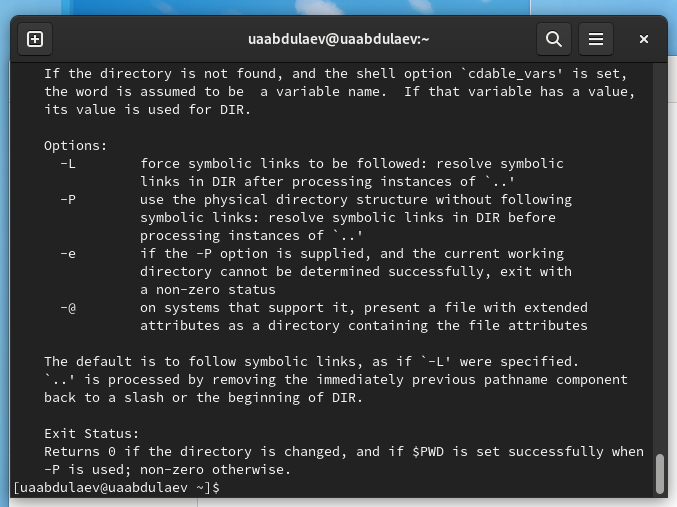 uaabdulaev@uaabdulaev:~
If the directory is not found, and the shell option `cdable_vars' is set,
the word is assumed to be  a variable name.  If that variable has a value,
its value is used for DIR.
Options:
-L        force symbolic links to be followed: resolve symbolic
links in DIR after processing instances of `..'
-P        use the physical directory structure without following
symbolic links: resolve symbolic links in DIR before
processing instances of `..'
-e        if the -P option is supplied, and the current working
directory cannot be determined successfully, exit with
a non-zero status
-@        on systems that support it, present a file with extended
attributes as a directory containing the file attributes
The default is to follow symbolic links, as if `-L' were specified.
`..' is processed by removing the immediately previous pathname component
back to a slash or the beginning of DIR.
Exit Status:
Returns 0 if the directory is changed, and if $PWD is set successfully when
-P is used; non-zero otherwise.
[uaabdulaev@uaabdulaev ~]$